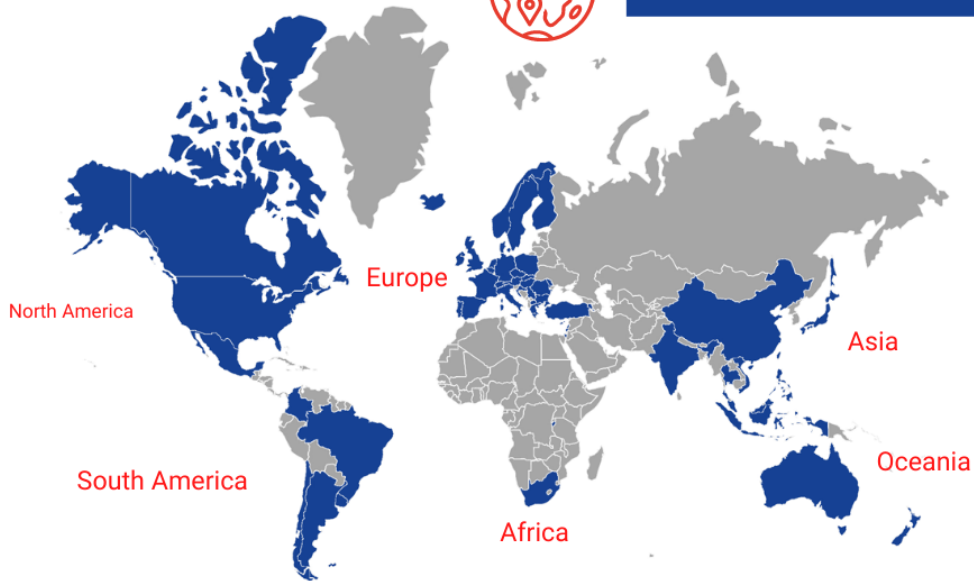 Europe
North America
Asia
South America
Oceania
Africa